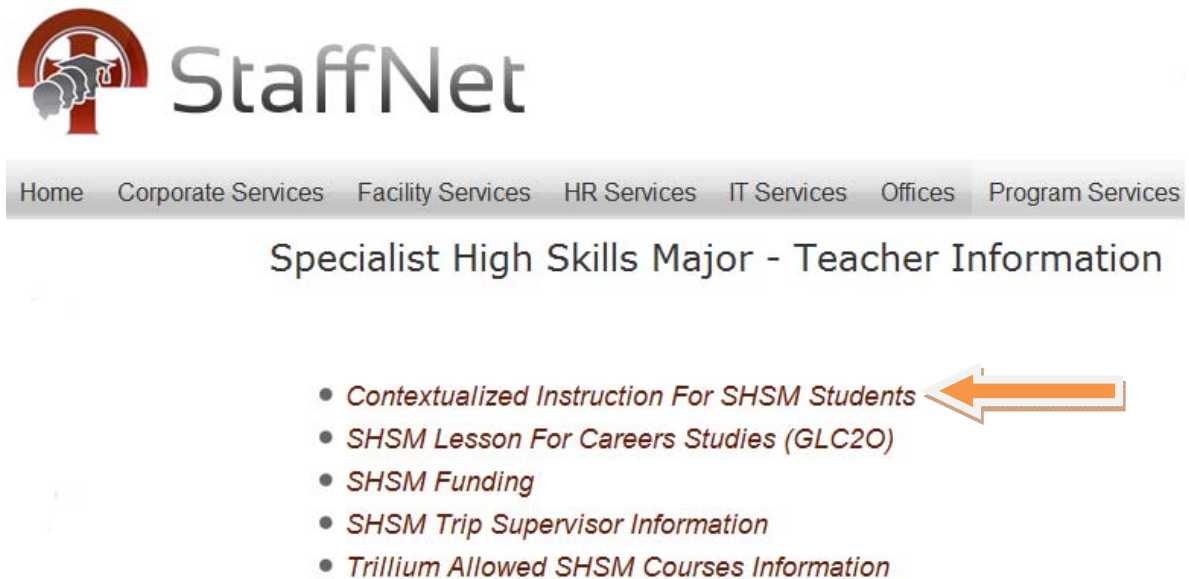 StaffNet
Home Corporate Services Facility Services HR Services IT Services Offices Program Services
Specialist High Skills Major - Teacher Information
Contextualized Instruction For SHSM Students
SHSM Lesson For Careers Studies (GLC2O)
SHSM Funding
SHSM Trip Supervisor Information
Trillium Allowed SHSM Courses Information